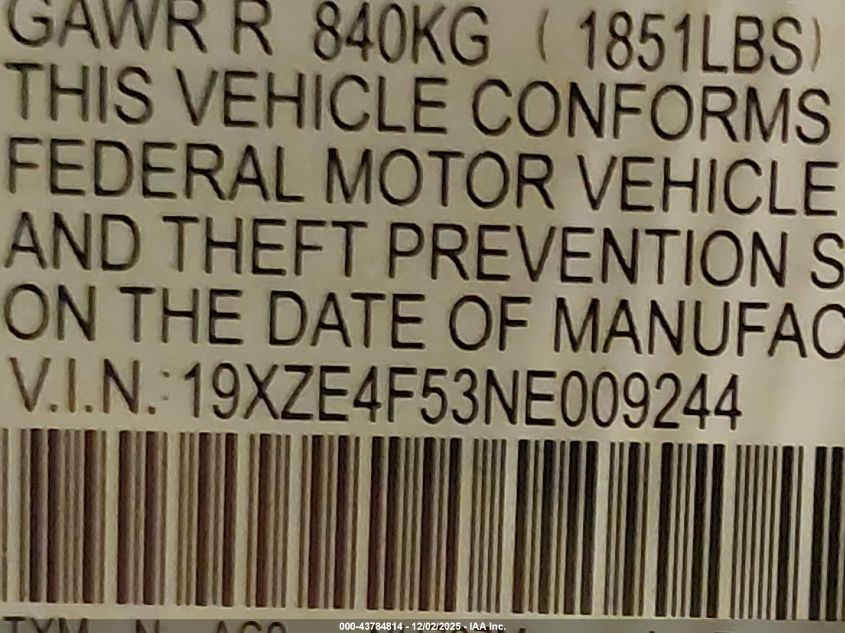 GAWR R 840KG ( 1851LBS)
THIS VEHICLE CONFORMS
FEDERAL MOTOR VEHICLE
AND THEFT PREVENTION S
ON THE DATE OF MANUFAC
V.I.N.:19XZE4F53NE009244
000-43784814 - 12/02/2025 - IAA Inc.